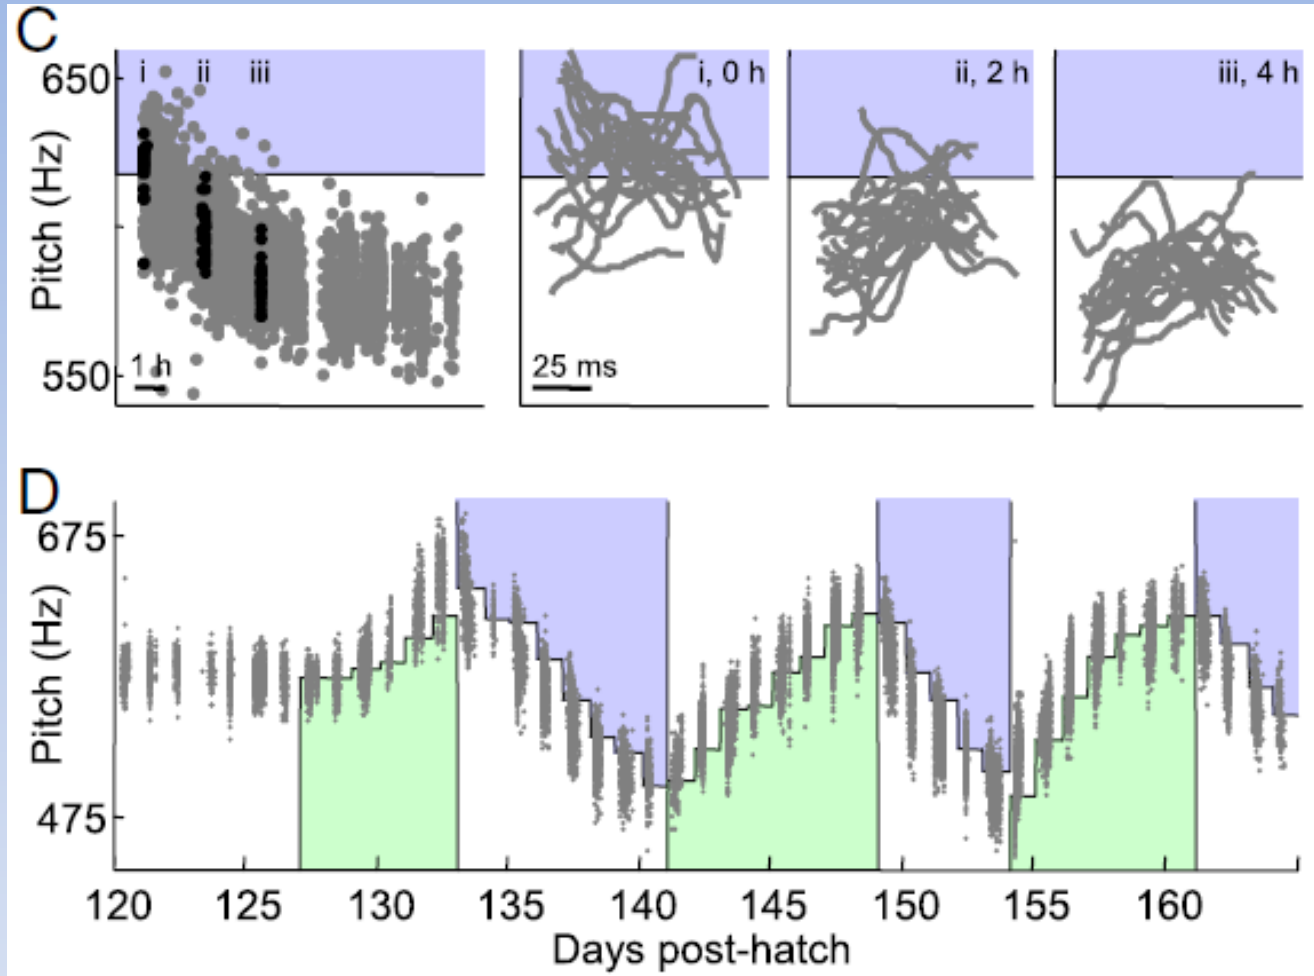 C
650
i ii iii
i, 0 h
ii, 2 h
iii, 4 h
Pitch (Hz)
550
1 h
25 ms
D
675
Pitch (Hz)
475
120 125 130 135 140 145 150 155 160
Days post-hatch